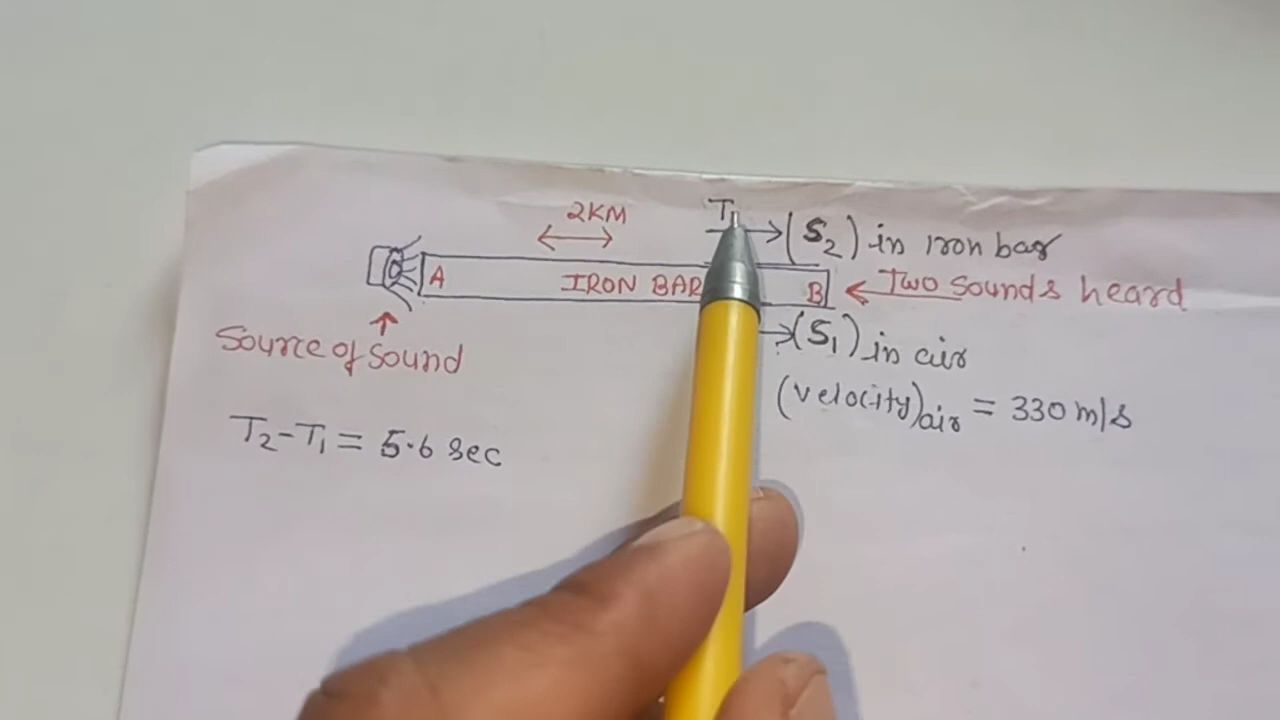 2KM
T₁
(S₂) in iron bar
A IRON BAR B
Two sounds heard
(S₁) in air
Source of sound
(velocity)air = 330 m/s
T₂-T₁ = 5.6 sec